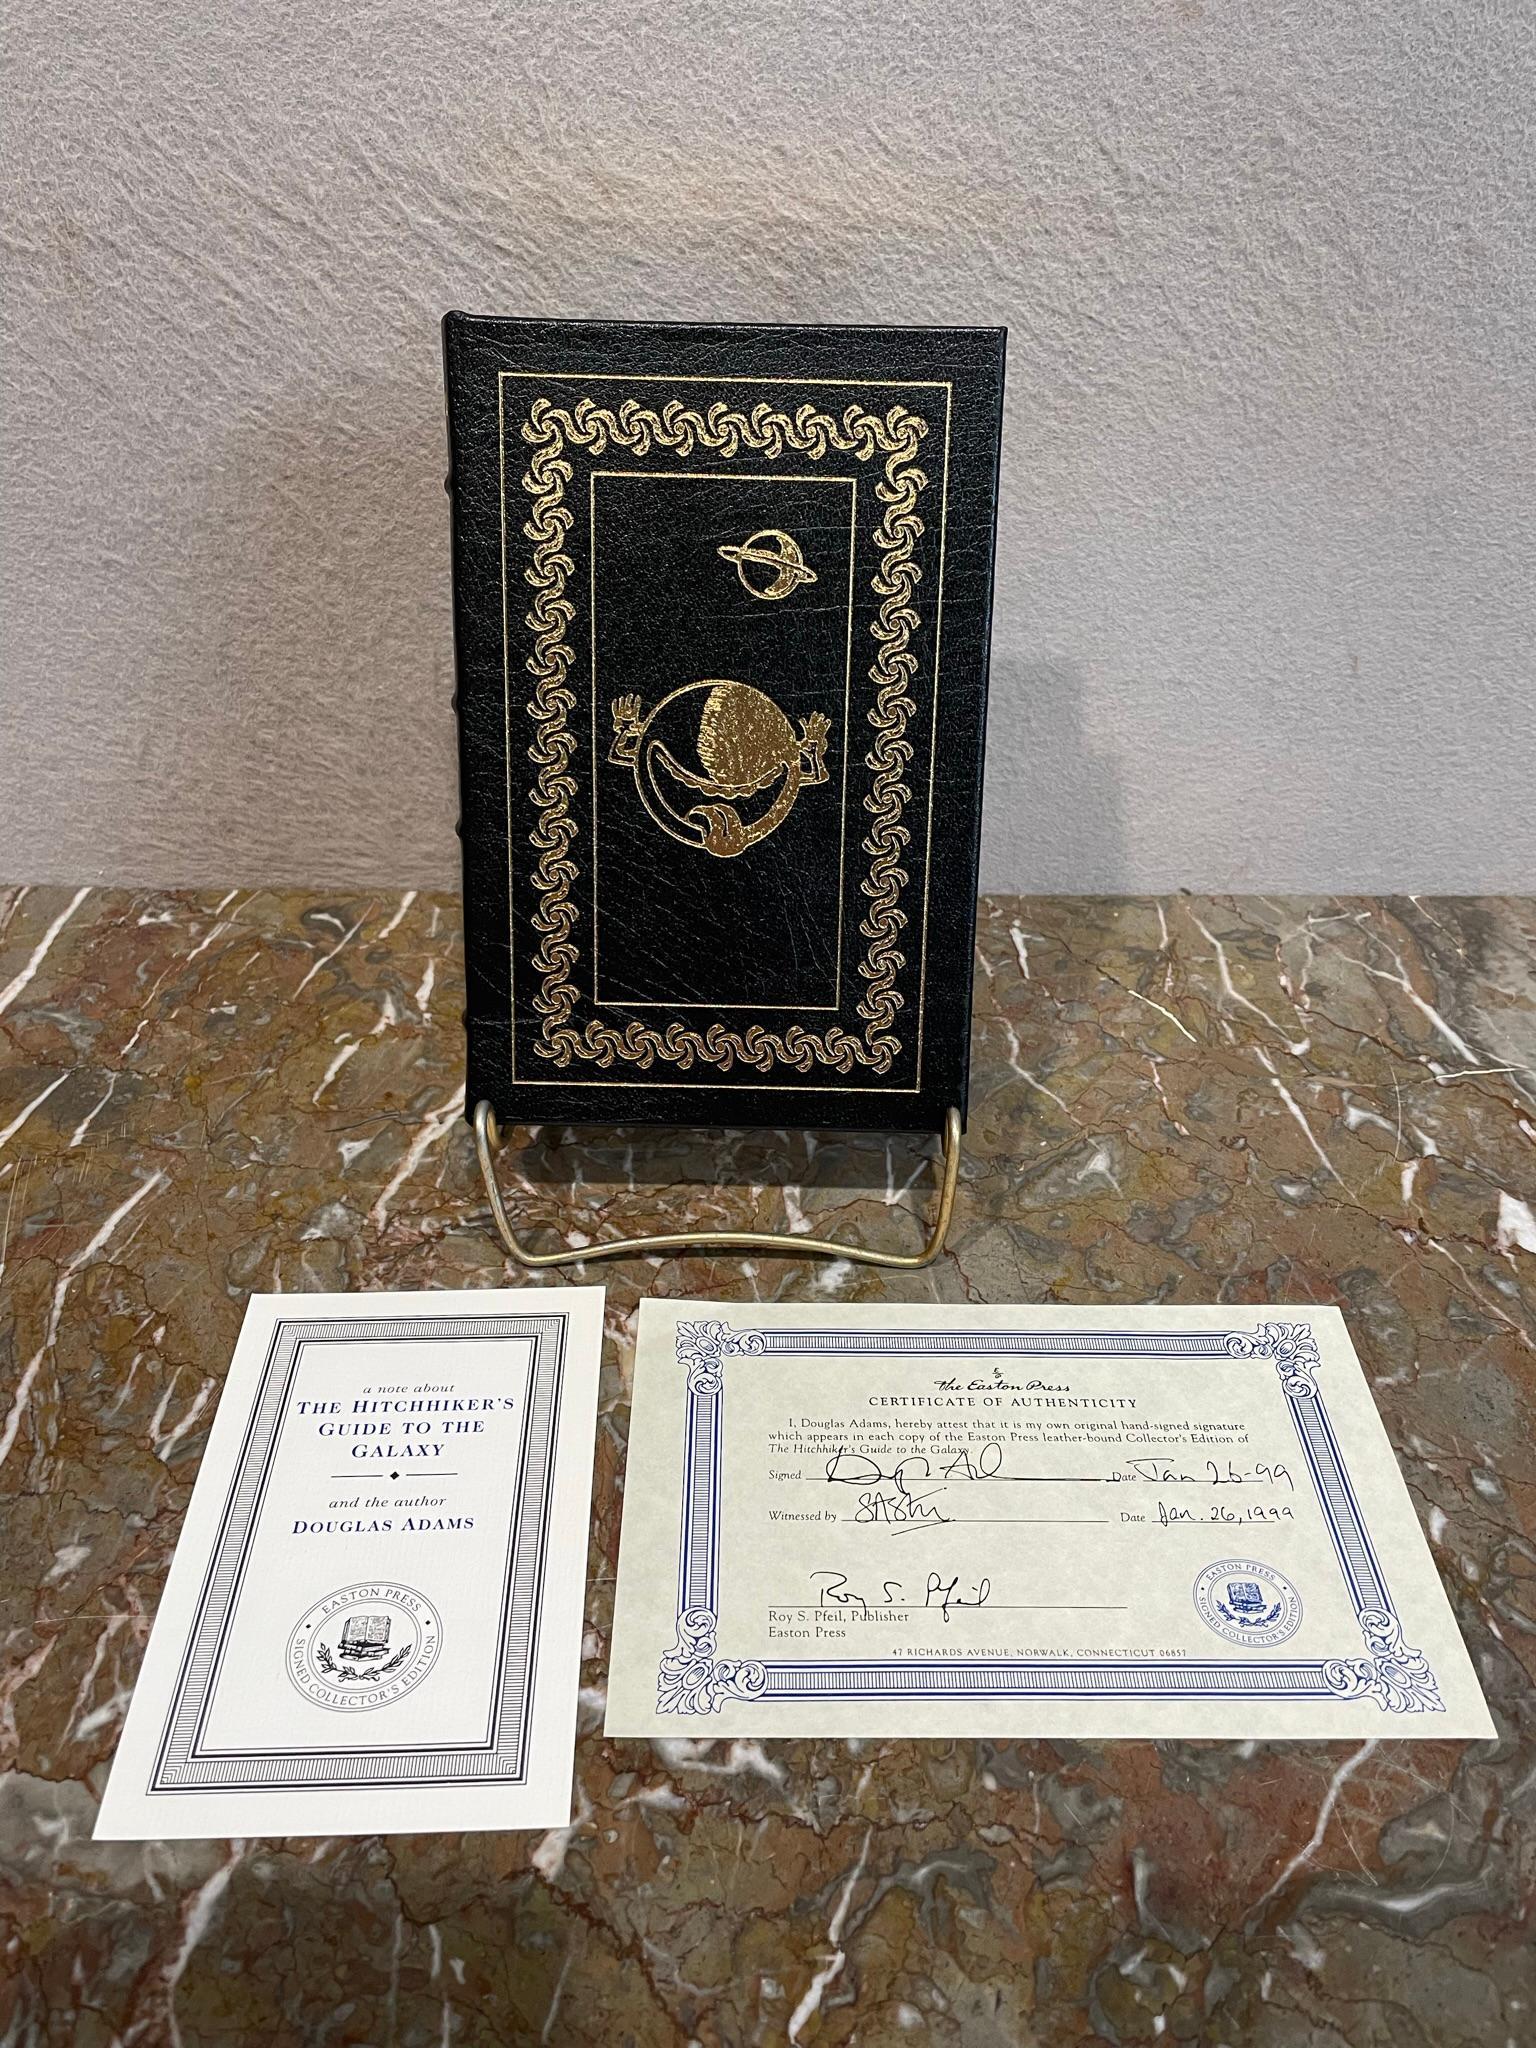 a note about
THE HITCHHIKER'S
GUIDE TO THE
GALAXY
and the author
DOUGLAS ADAMS
EASTON PRESS
SIGNED COLLECTOR'S EDITION
The Easton Press
CERTIFICATE OF AUTHENTICITY
I, Douglas Adams, hereby attest that it is my own original hand-signed signature
which appears in each copy of the Easton Press leather-bound Collector's Edition of
The Hitchhiker's Guide to the Galaxy.
Signed Date Jan 26-99
Witnessed by Date Jan. 26, 1999
Roy S. Pfeil
Roy S. Pfeil, Publisher
Easton Press
EASTON PRESS
SIGNED COLLECTOR'S EDITION
47 RICHARDS AVENUE, NORWALK, CONNECTICUT 06857